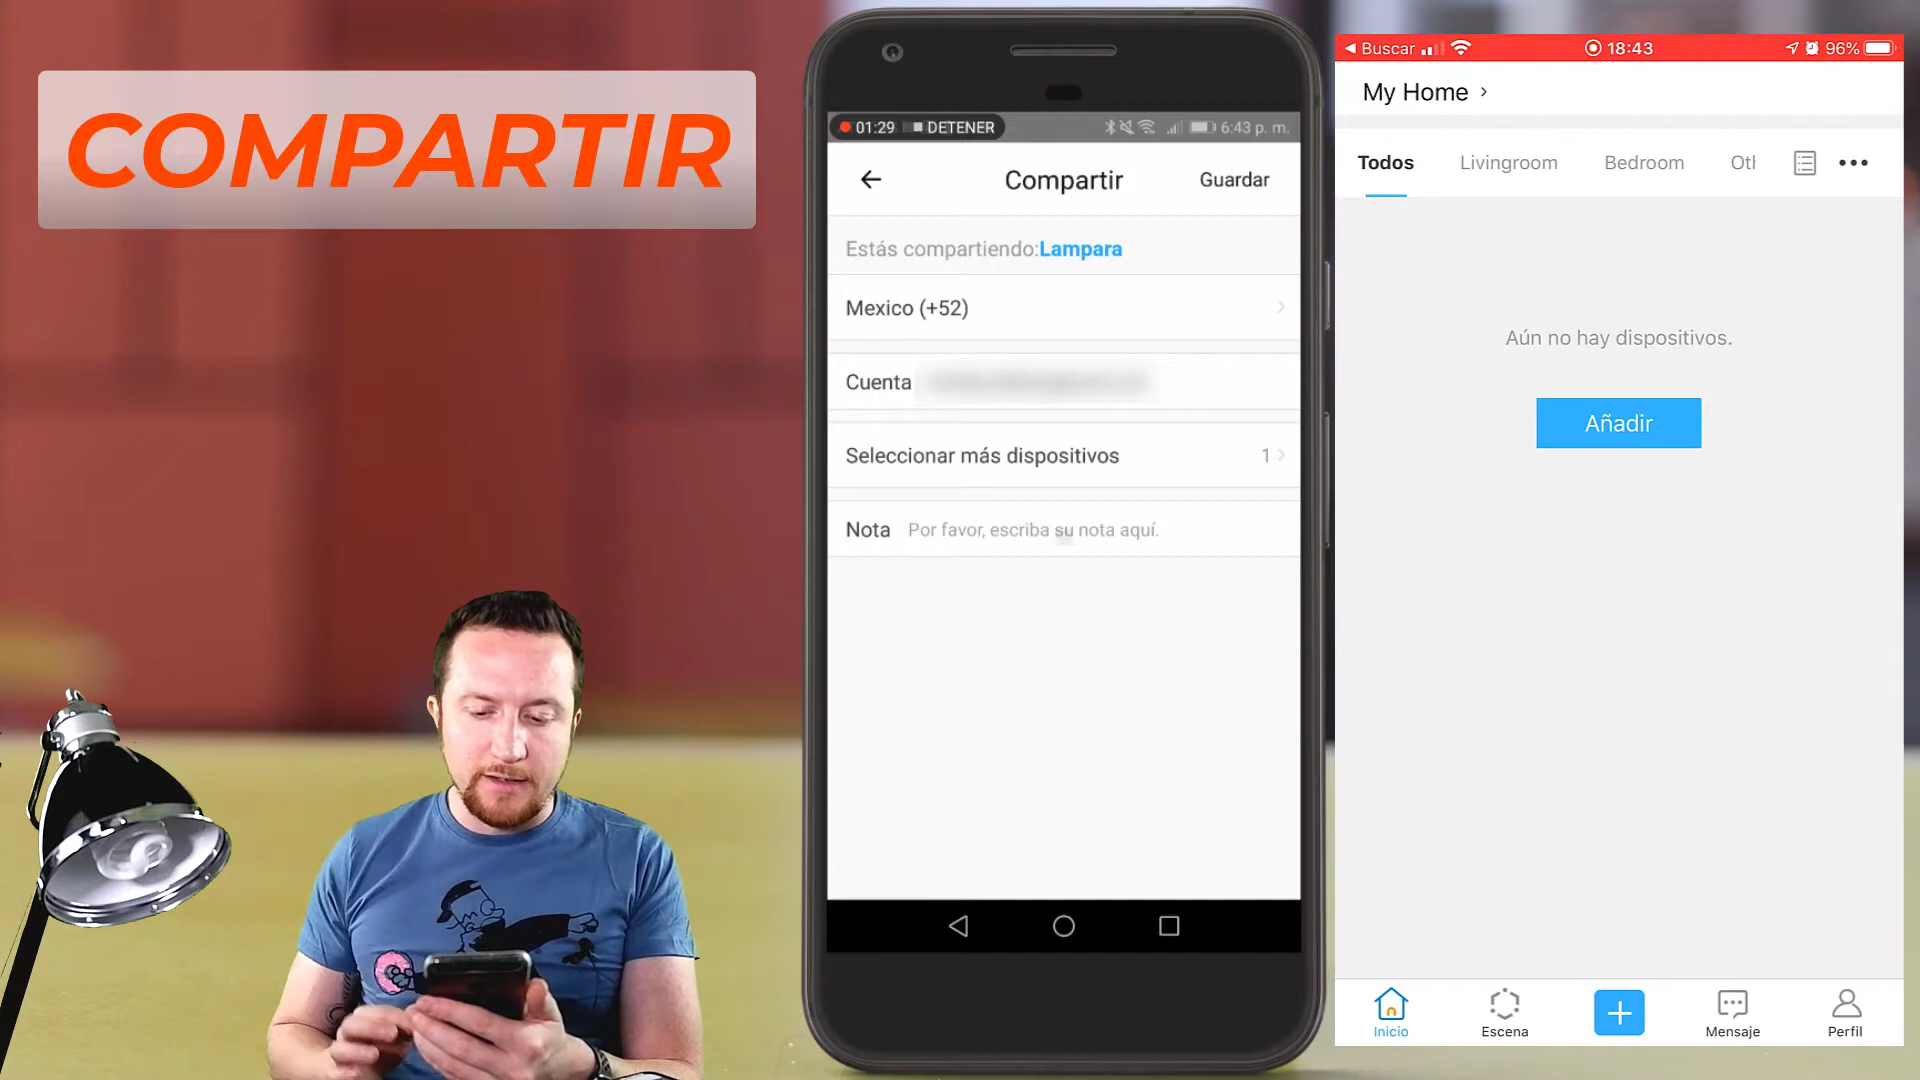 COMPARTIR
01:29 DETENER 6:43 p. m.
Compartir Guardar
Estás compartiendo:Lampara
Mexico (+52)
Cuenta
Seleccionar más dispositivos 1
Nota Por favor, escriba su nota aquí.
Buscar 18:43 96%
My Home
Todos Livingroom Bedroom Otl
Aún no hay dispositivos.
Añadir
Inicio Escena Mensaje Perfil